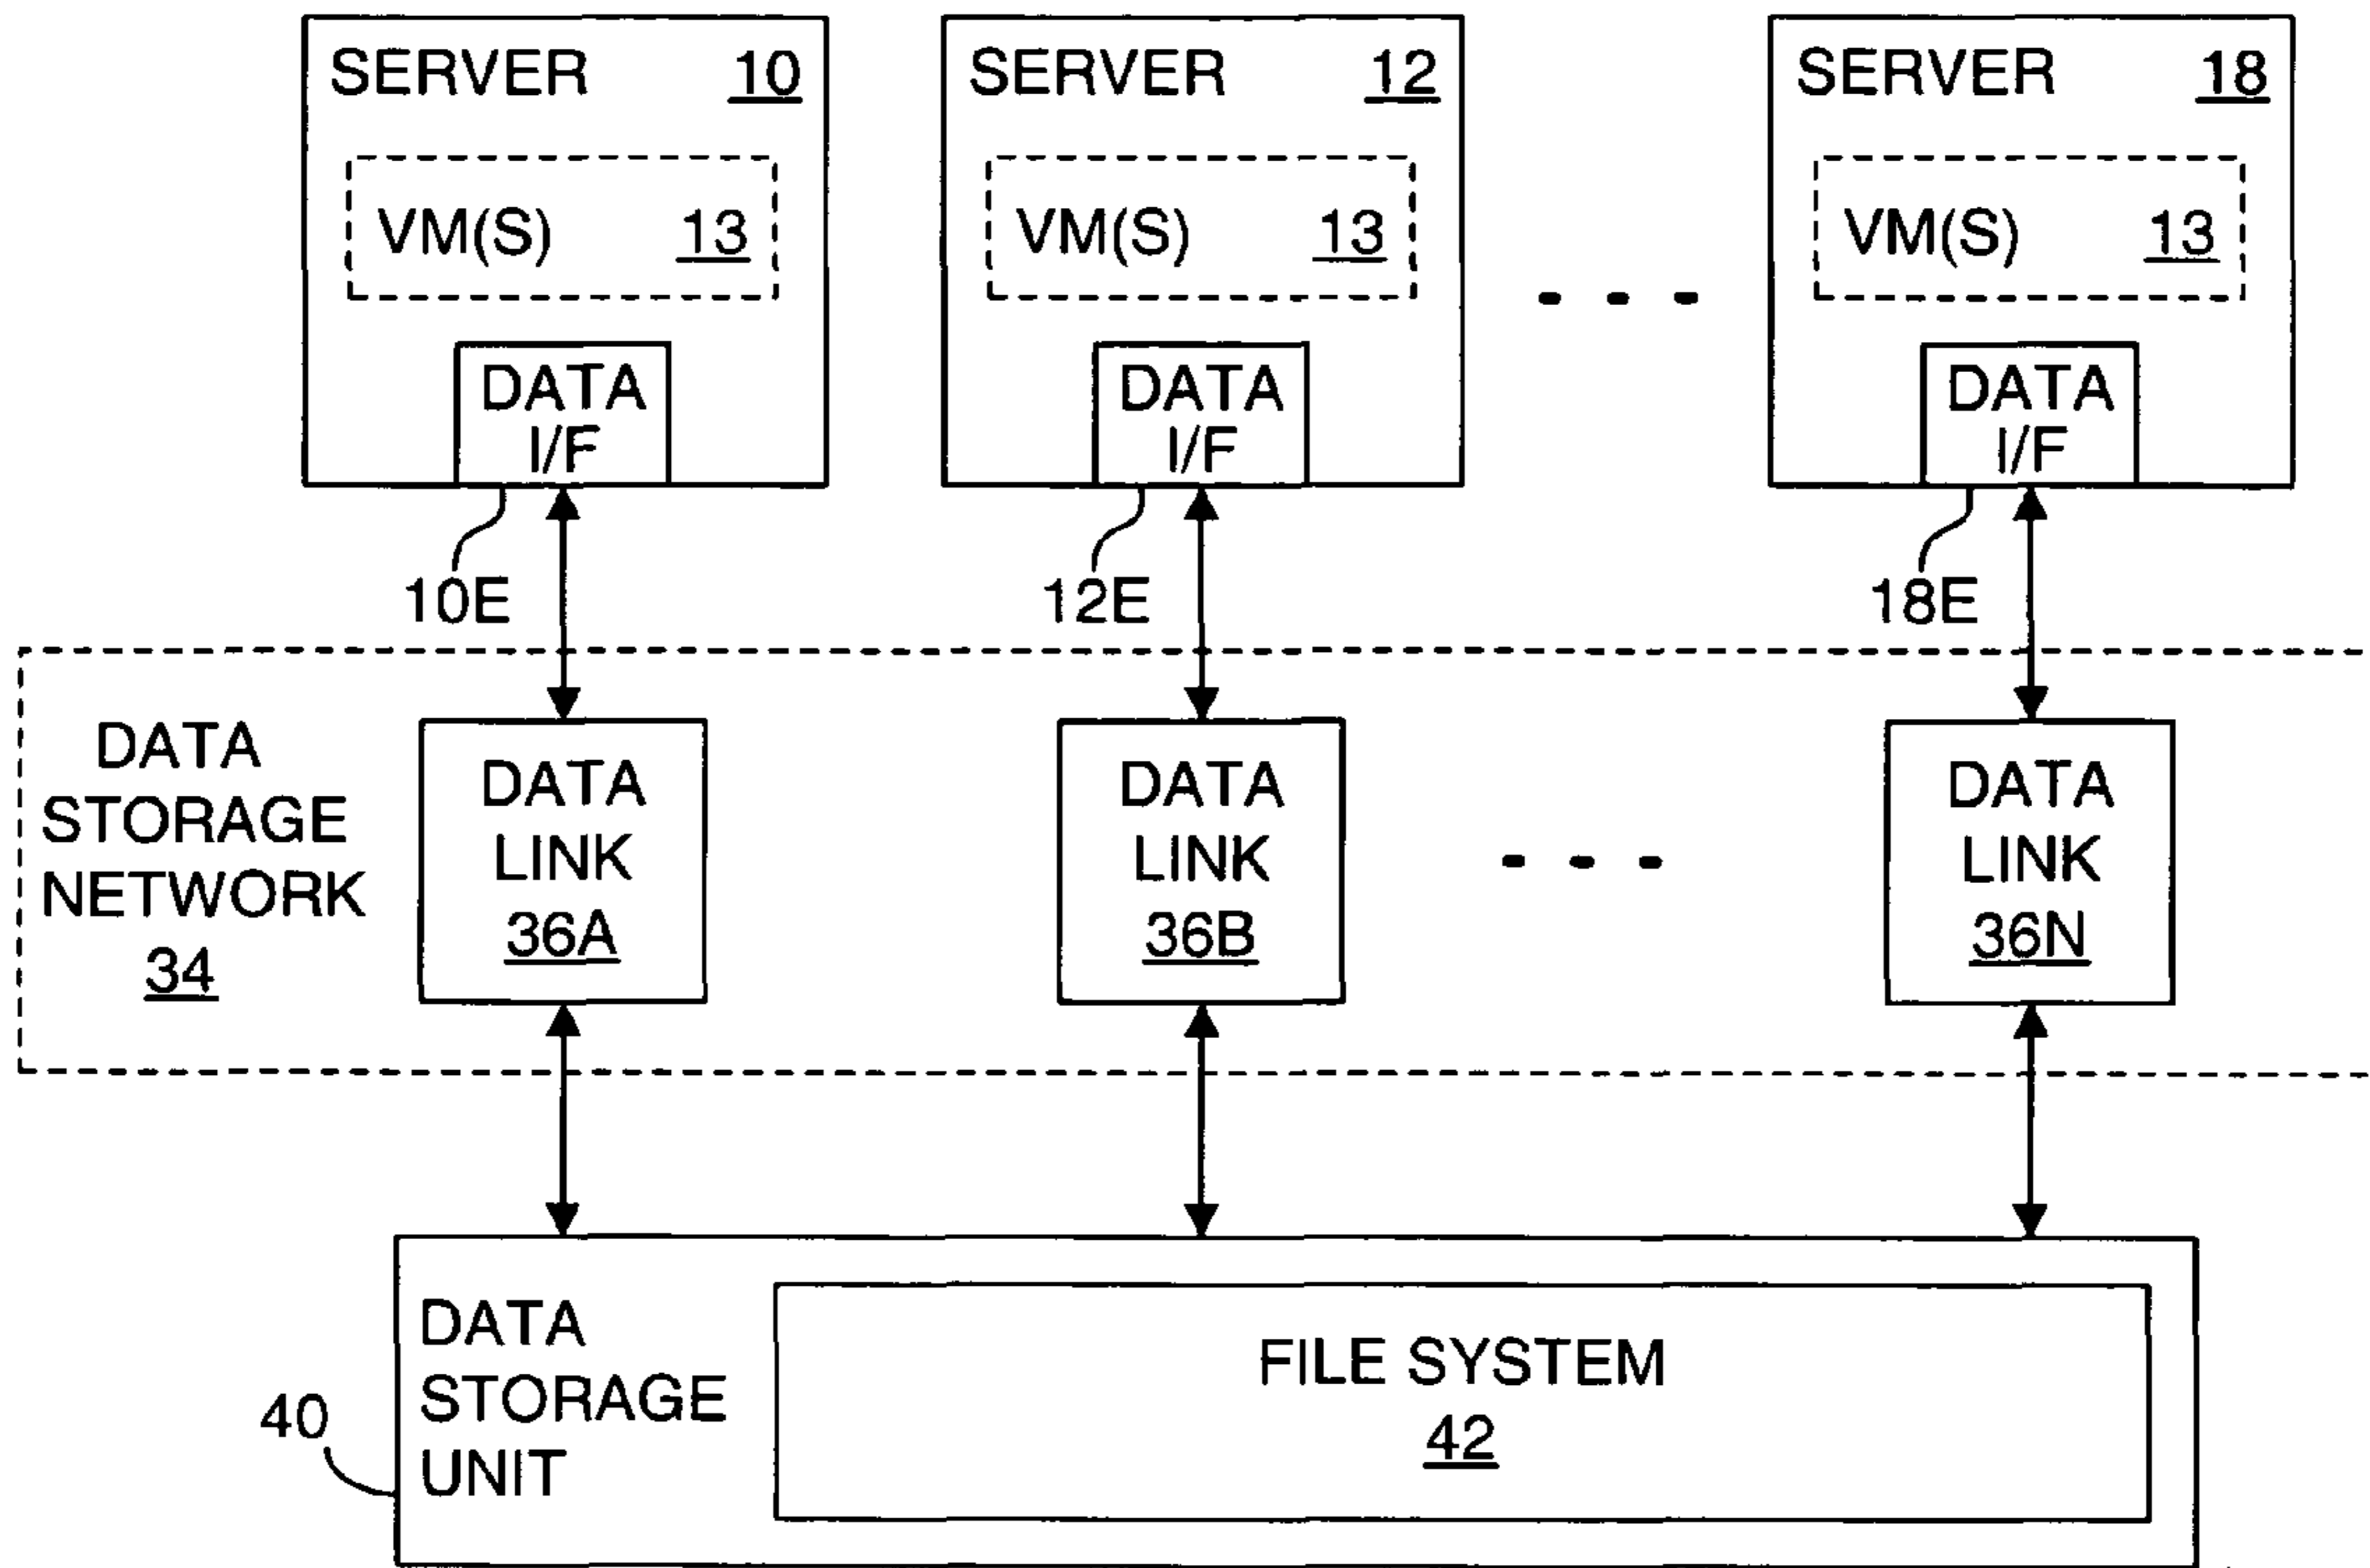 SERVER 10
SERVER 12
SERVER 18
VM(S) 13
VM(S) 13
VM(S) 13
DATA
I/F
DATA
I/F
DATA
I/F
10E
12E
18E
DATA
STORAGE
NETWORK
34
DATA
LINK
36A
DATA
LINK
36B
DATA
LINK
36N
DATA
STORAGE
UNIT
40
FILE SYSTEM
42